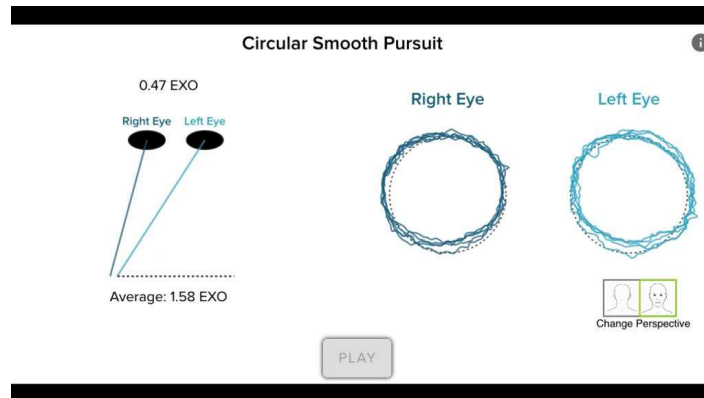 Circular Smooth Pursuit
0.47 EXO
Right Eye Left Eye
Average: 1.58 EXO
Right Eye Left Eye
Change Perspective
PLAY
i